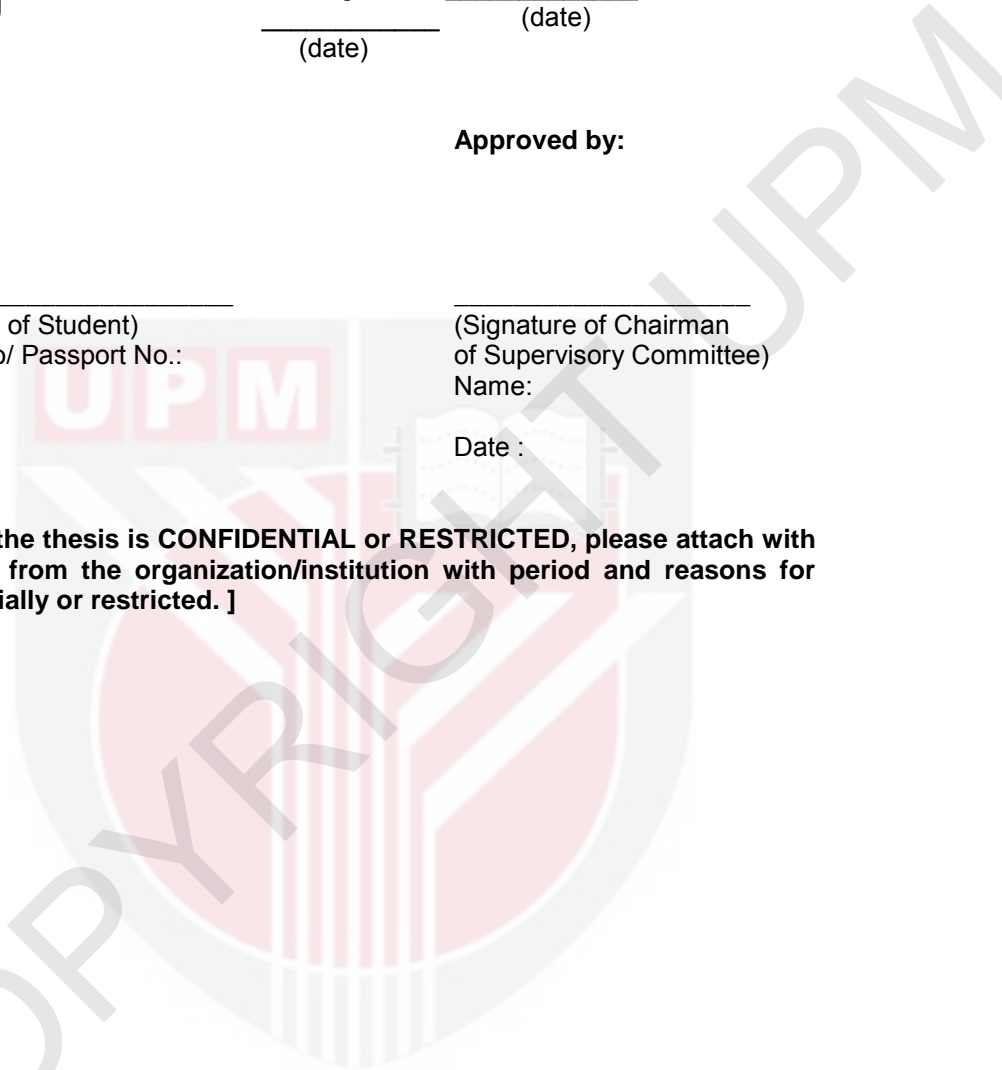 (date)
(date)
Approved by:
of Student)
(Signature of Chairman
/ Passport No.:
of Supervisory Committee)
Name:
Date :
the thesis is CONFIDENTIAL or RESTRICTED, please attach with
from the organization/institution with period and reasons for
ially or restricted. ]
UPM
COPYRIGHT UPM